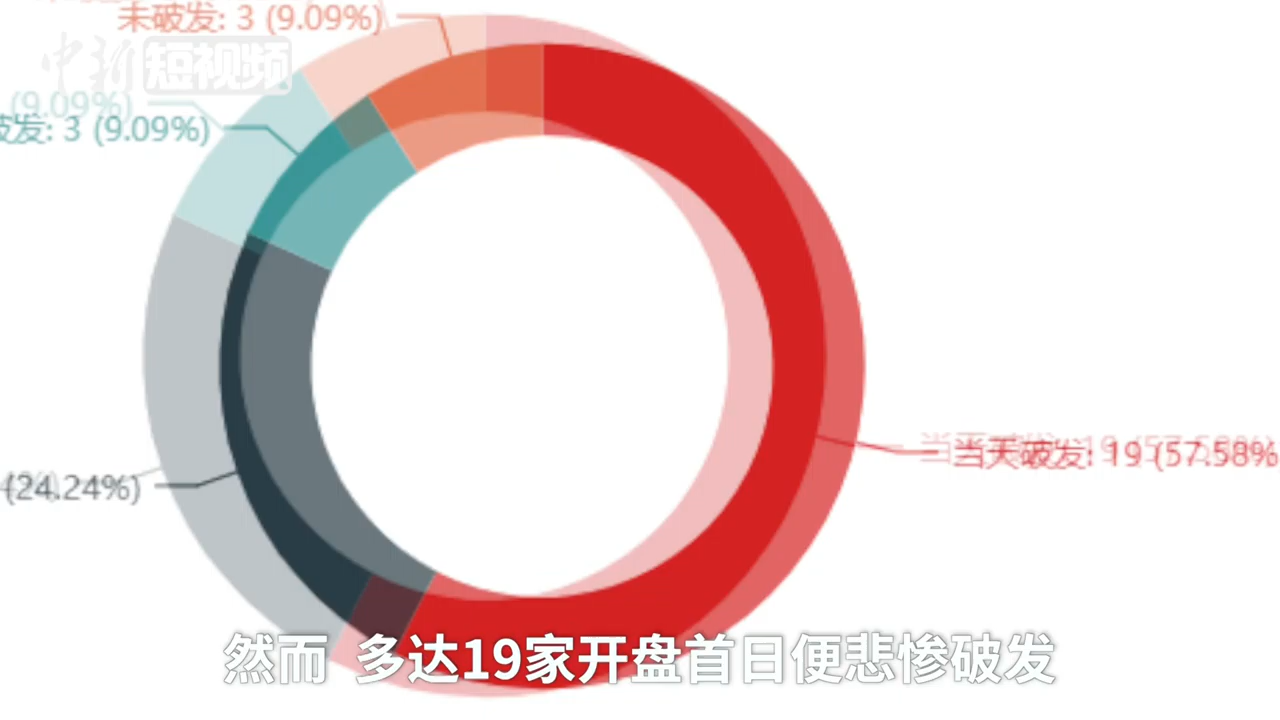 未破发: 3 (9.09%)
中新短视频
(9.09%)
破发: 3 (9.09%)
当天破发: 19 (57.58%
(24.24%)
然而 多达19家开盘首日便悲惨破发